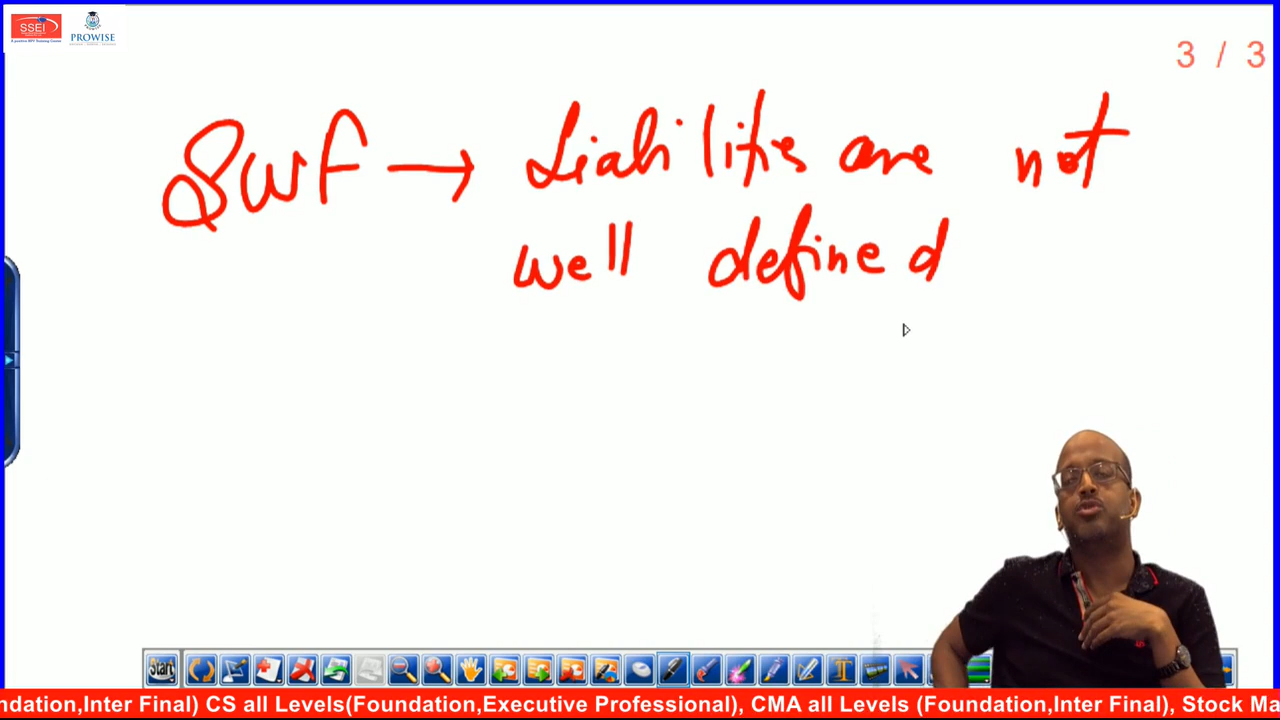 SSEI
PROWISE
3 / 3
SWF → Liabilities are not
well defined
Start
ndation,Inter Final) CS all Levels(Foundation,Executive Professional), CMA all Levels (Foundation,Inter Final), Stock Ma